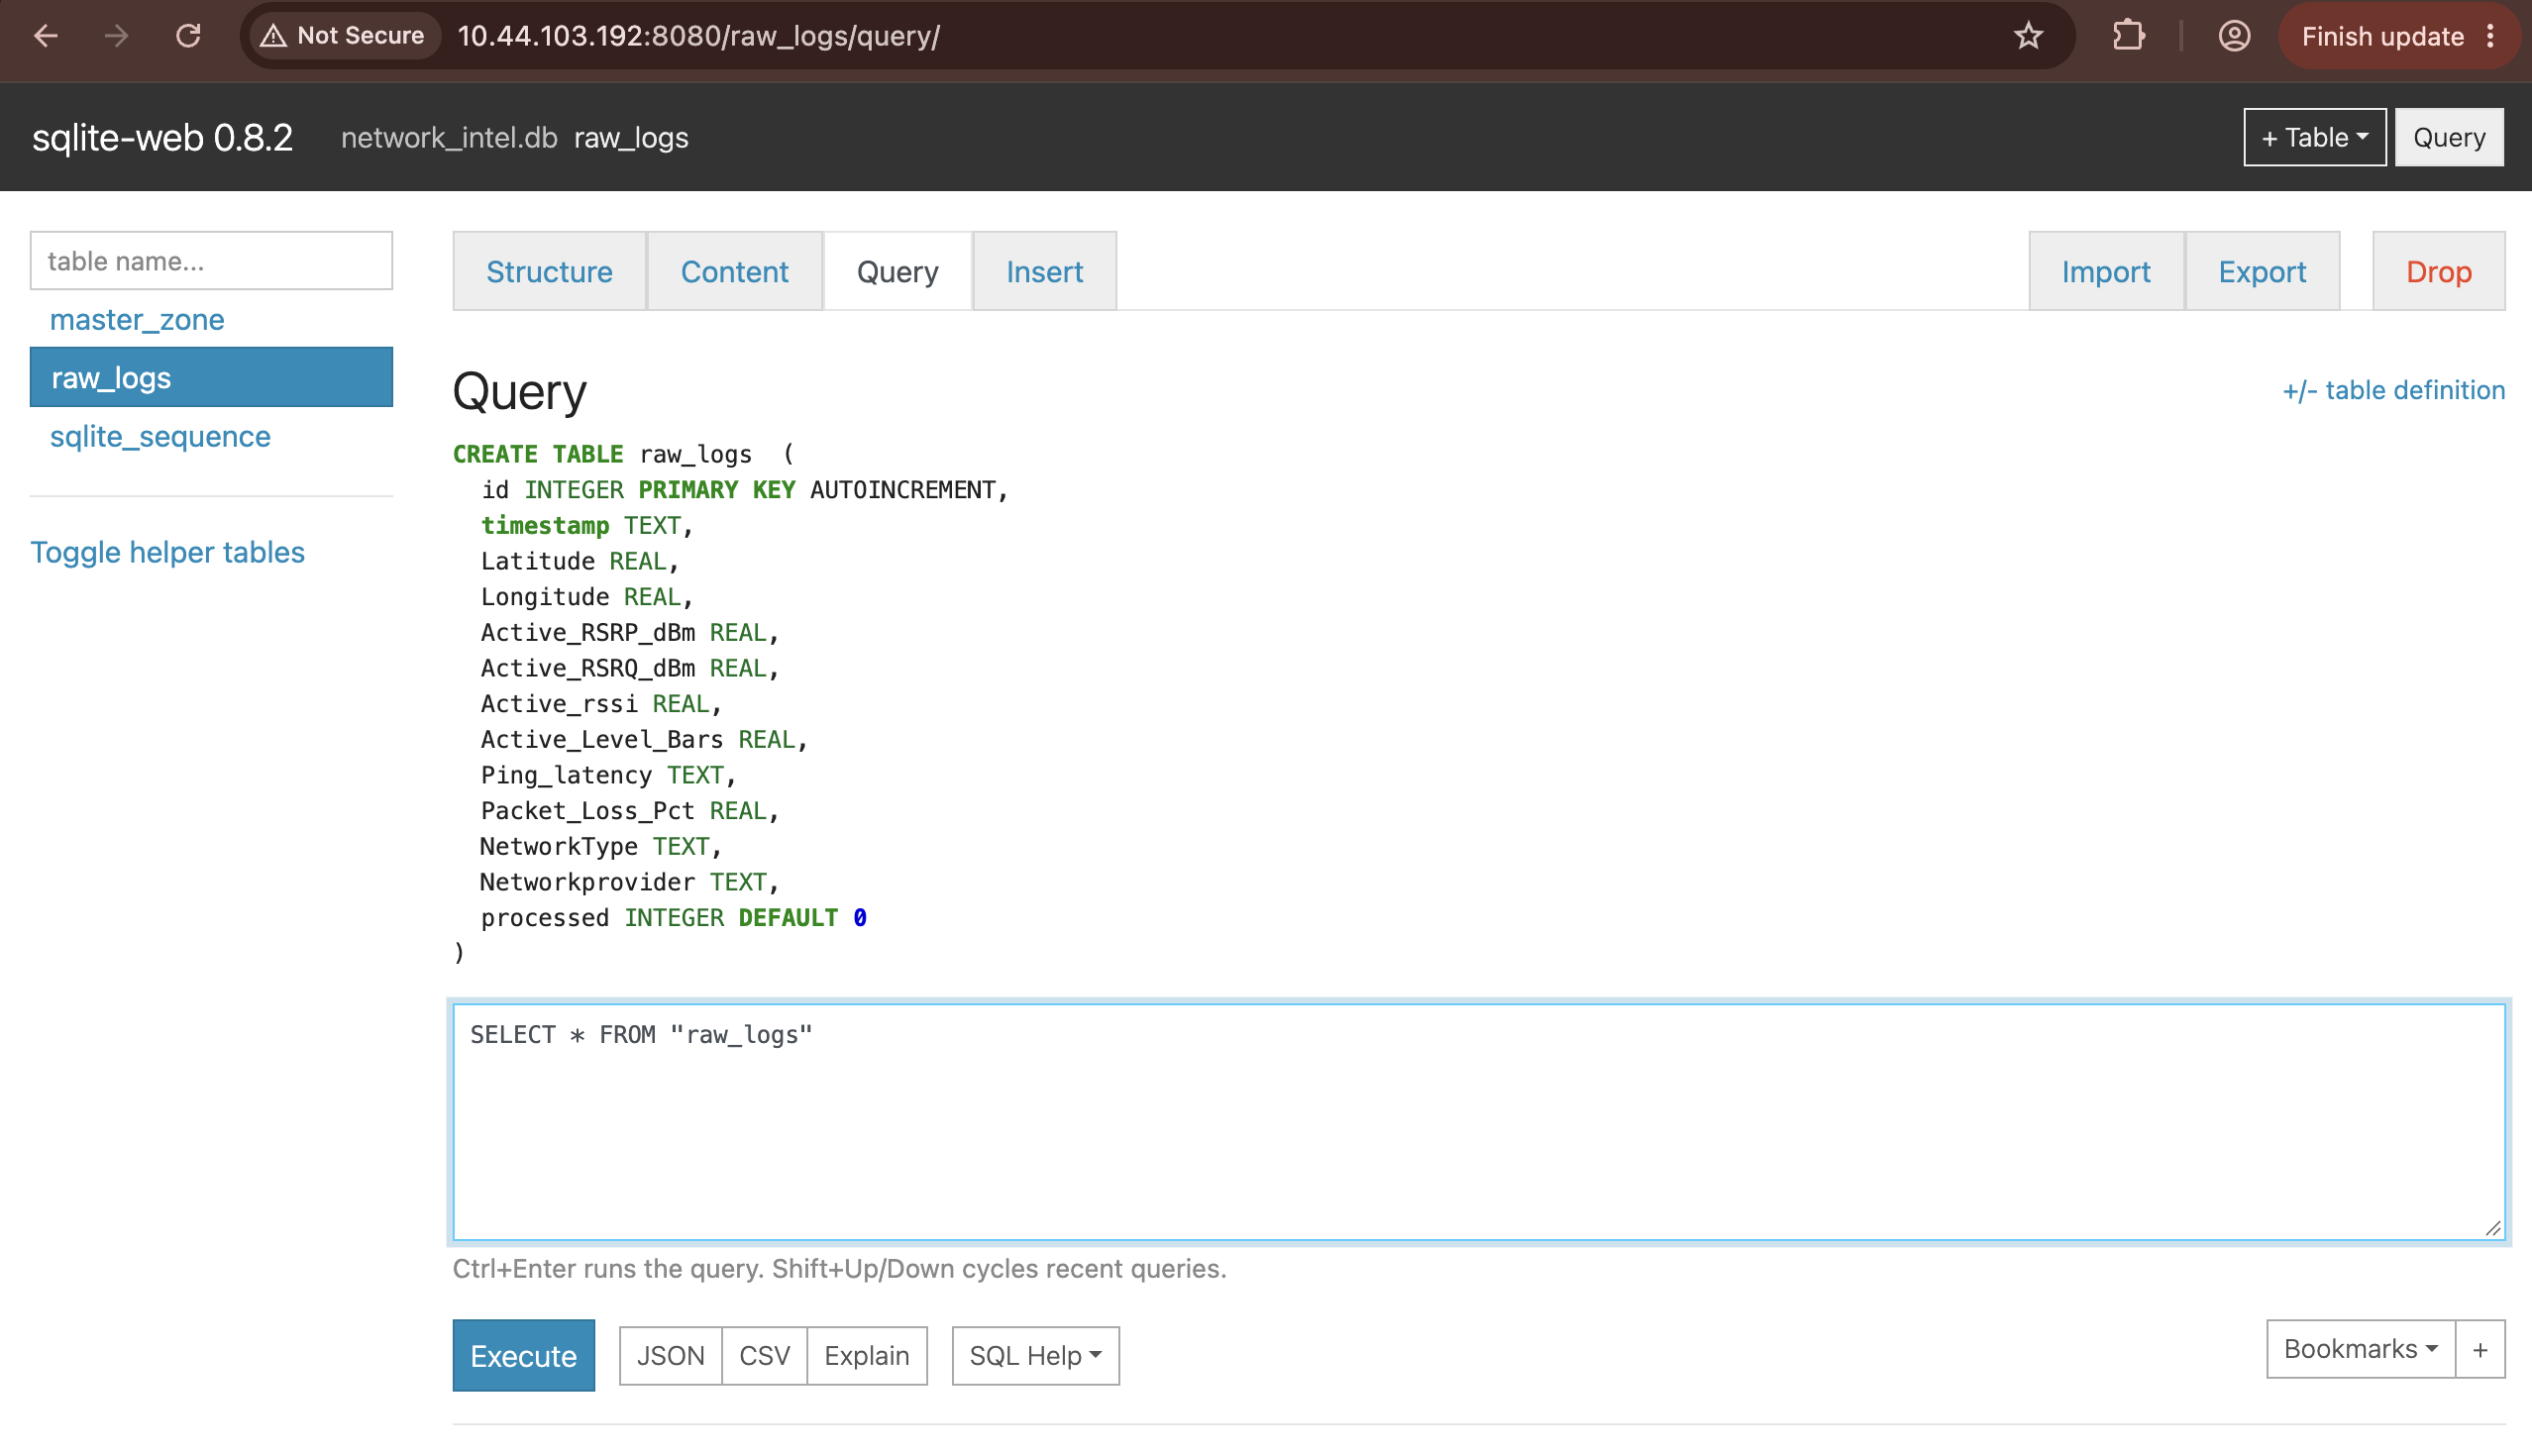 Not Secure 10.44.103.192:8080/raw_logs/query/ Finish update
sqlite-web 0.8.2 network_intel.db raw_logs + Table Query
table name...
master_zone
raw_logs
sqlite_sequence
Toggle helper tables
Structure Content Query Insert Import Export Drop
Query +/- table definition
CREATE TABLE raw_logs (
id INTEGER PRIMARY KEY AUTOINCREMENT,
timestamp TEXT,
Latitude REAL,
Longitude REAL,
Active_RSRP_dBm REAL,
Active_RSRQ_dBm REAL,
Active_rssi REAL,
Active_Level_Bars REAL,
Ping_latency TEXT,
Packet_Loss_Pct REAL,
NetworkType TEXT,
Networkprovider TEXT,
processed INTEGER DEFAULT 0
)
SELECT * FROM "raw_logs"
Ctrl+Enter runs the query. Shift+Up/Down cycles recent queries.
Execute JSON CSV Explain SQL Help Bookmarks +